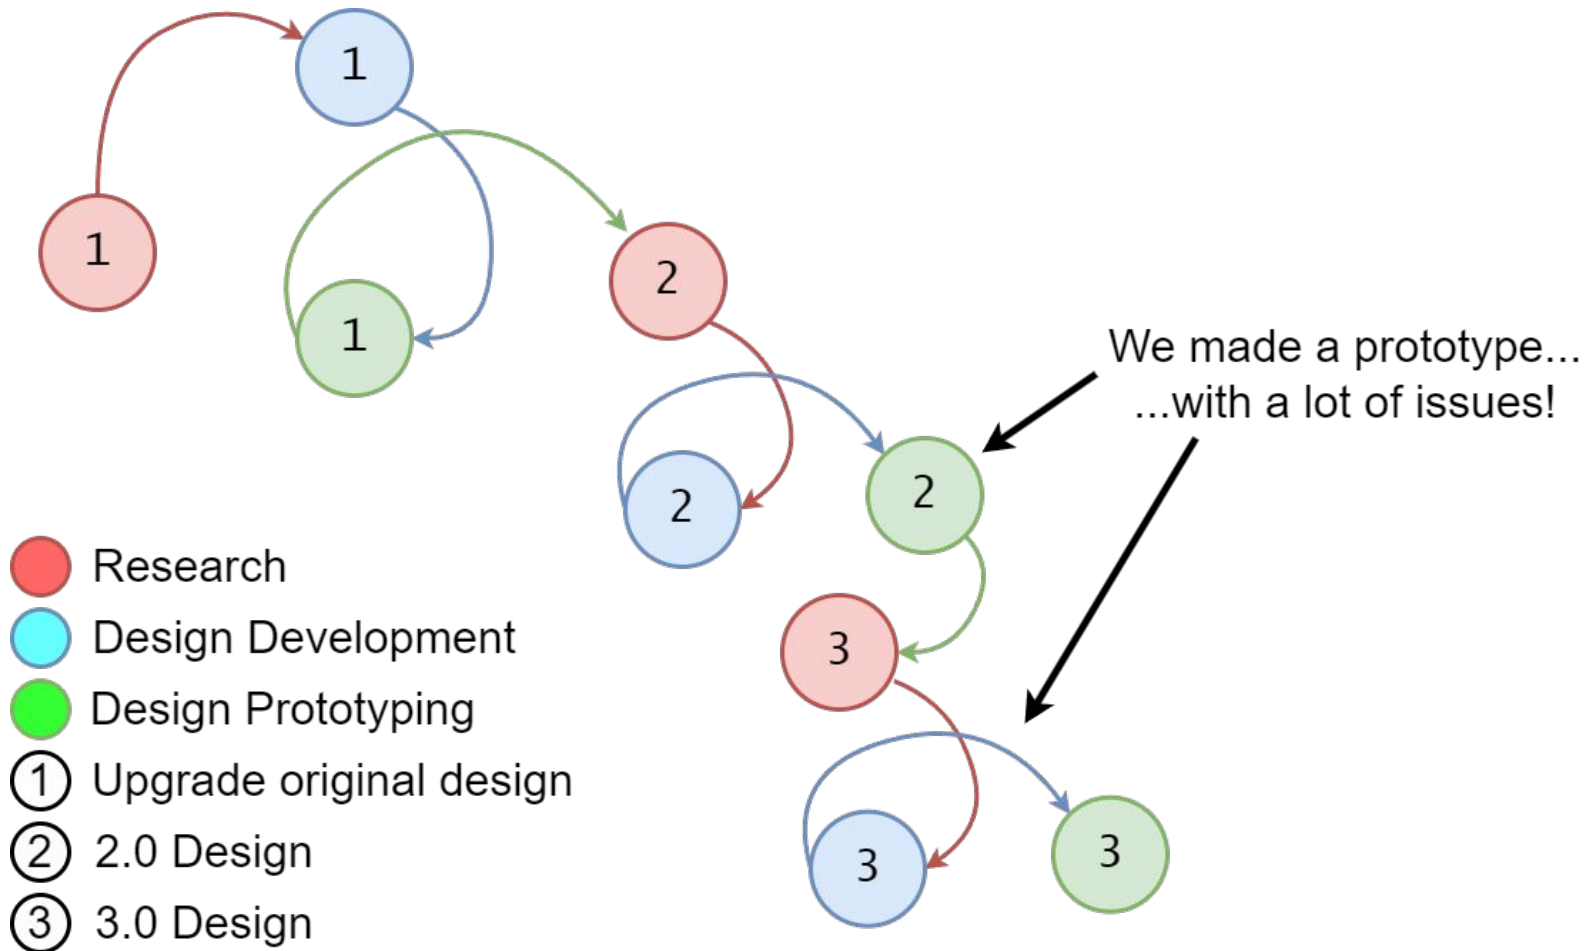 1
1
1
2
We made a prototype...
...with a lot of issues!
2
2
3
3
3
Research
Design Development
Design Prototyping
1 Upgrade original design
2 2.0 Design
3 3.0 Design